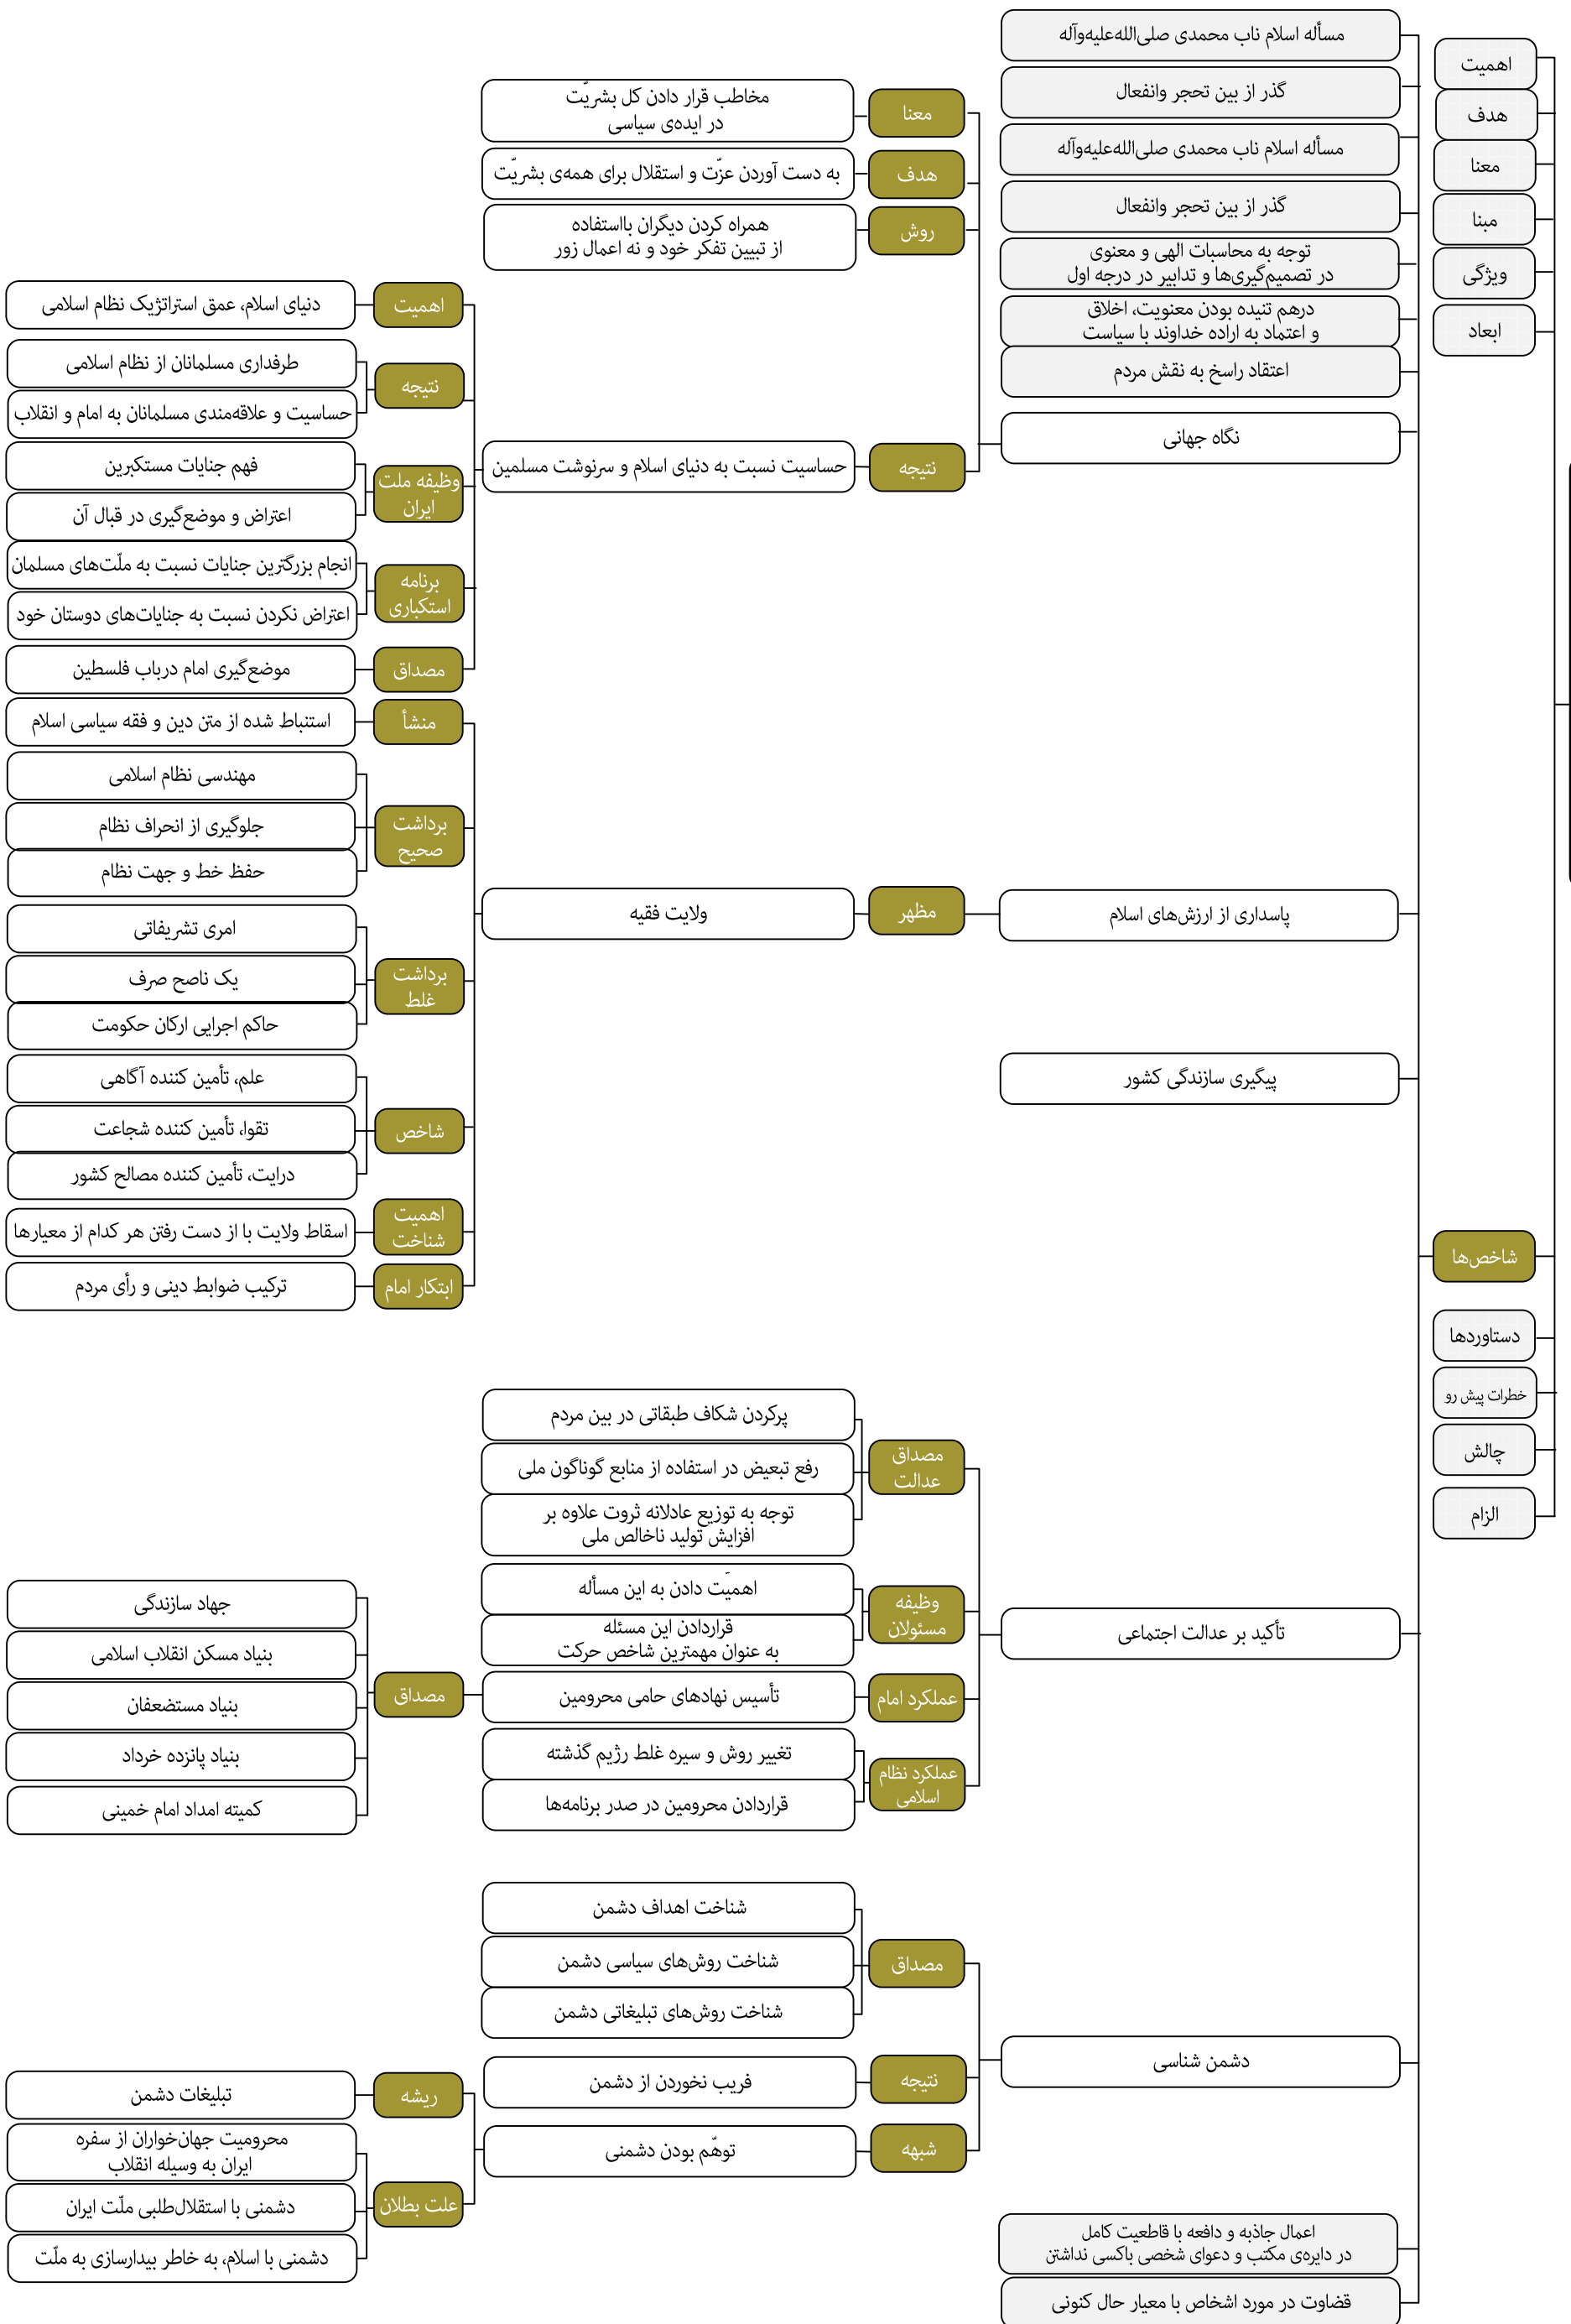 اهمیت
هدف
معنا
مبنا
ویژگی
ابعاد
شاخص‌ها
دستاوردها
خطرات پیش رو
چالش
الزام
مسأله اسلام ناب محمدی صلی‌الله‌علیه‌وآله
گذر از بین تحجر وانفعال
مسأله اسلام ناب محمدی صلی‌الله‌علیه‌وآله
گذر از بین تحجر وانفعال
توجه به محاسبات الهی و معنوی
در تصمیم‌گیری‌ها و تدابیر در درجه اول
درهم تنیده بودن معنویت، اخلاق
و اعتماد به اراده خداوند با سیاست
اعتقاد راسخ به نقش مردم
نگاه جهانی
معنا
مخاطب قرار دادن کل بشریّت
در ایده‌ی سیاسی
هدف
به دست آوردن عزّت و استقلال برای همه‌ی بشریّت
روش
همراه کردن دیگران بااستفاده
از تبیین تفکر خود و نه اعمال زور
نتیجه
حساسیت نسبت به دنیای اسلام و سرنوشت مسلمین
اهمیت
دنیای اسلام، عمق استراتژیک نظام اسلامی
نتیجه
طرفداری مسلمانان از نظام اسلامی
حساسیت و علاقه‌مندی مسلمانان به امام و انقلاب
وظیفه ملت
ایران
فهم جنایات مستکبرین
اعتراض و موضع‌گیری در قبال آن
برنامه
استکباری
انجام بزرگترین جنایات نسبت به ملّت‌های مسلمان
اعتراض نکردن نسبت به جنایات‌های دوستان خود
مصداق
موضع‌گیری امام درباب فلسطین
پاسداری از ارزش‌های اسلام
مظهر
ولایت فقیه
منشأ
استنباط شده از متن دین و فقه سیاسی اسلام
برداشت
صحیح
مهندسی نظام اسلامی
جلوگیری از انحراف نظام
حفظ خط و جهت نظام
برداشت
غلط
امری تشریفاتی
یک ناصح صرف
حاکم اجرایی ارکان حکومت
شاخص
علم، تأمین کننده آگاهی
تقوا، تأمین کننده شجاعت
درایت، تأمین کننده مصالح کشور
اهمیت
شناخت
اسقاط ولایت با از دست رفتن هر کدام از معیارها
ابتکار امام
ترکیب ضوابط دینی و رأی مردم
پیگیری سازندگی کشور
تأکید بر عدالت اجتماعی
مصداق
عدالت
پرکردن شکاف طبقاتی در بین مردم
رفع تبعیض در استفاده از منابع گوناگون ملی
توجه به توزیع عادلانه ثروت علاوه بر
افزایش تولید ناخالص ملی
وظیفه
مسئولان
اهمیّت دادن به این مسأله
قراردادن این مسئله
به عنوان مهمترین شاخص حرکت
عملکرد امام
تأسیس نهادهای حامی محرومین
مصداق
جهاد سازندگی
بنیاد مسکن انقلاب اسلامی
بنیاد مستضعفان
بنیاد پانزده خرداد
کمیته امداد امام خمینی
عملکرد نظام
اسلامی
تغییر روش و سیره غلط رژیم گذشته
قراردادن محرومین در صدر برنامه‌ها
دشمن شناسی
مصداق
شناخت اهداف دشمن
شناخت روش‌های سیاسی دشمن
شناخت روش‌های تبلیغاتی دشمن
نتیجه
فریب نخوردن از دشمن
شبهه
توهّم بودن دشمنی
ریشه
تبلیغات دشمن
علت بطلان
محرومیت جهان‌خواران از سفره
ایران به وسیله انقلاب
دشمنی با استقلال‌طلبی ملّت ایران
دشمنی با اسلام، به خاطر بیدارسازی به ملّت
اعمال جاذبه و دافعه با قاطعیت کامل
در دایره‌ی مکتب و دعوای شخصی باکسی نداشتن
قضاوت در مورد اشخاص با معیار حال کنونی